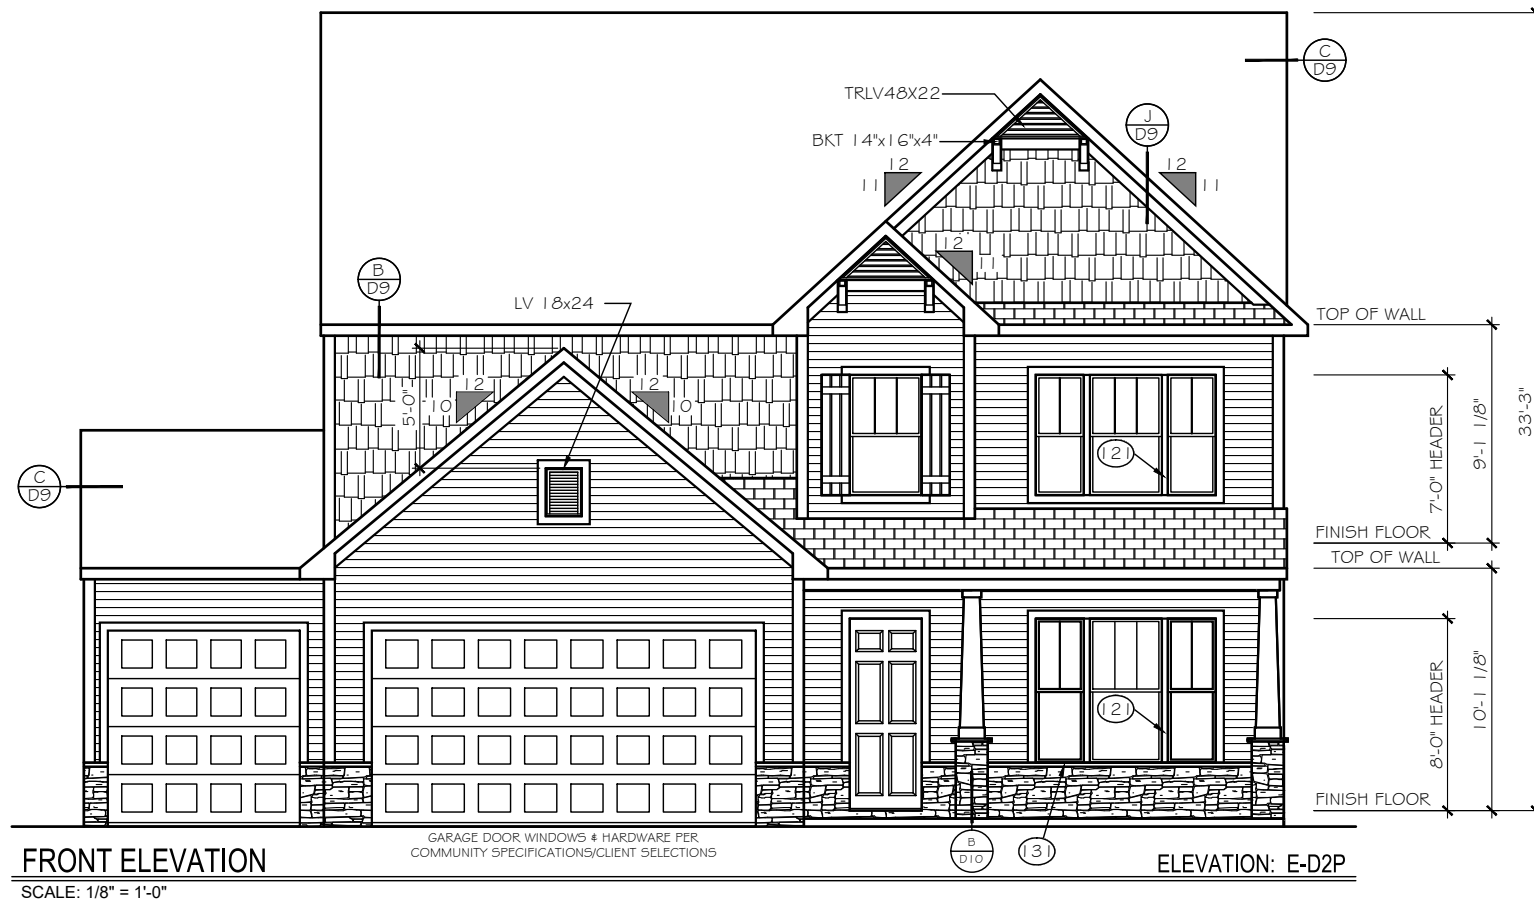 C
D9
TRLV48X22
J
D9
BKT 14"x16"x4"
12
11
12
11
12
11
B
D9
LV 18x24
TOP OF WALL
12
10
12
10
5'-0"
C
D9
121
7'-0" HEADER
9'-1 1/8"
33'-3"
FINISH FLOOR
TOP OF WALL
121
8'-0" HEADER
10'-1 1/8"
FINISH FLOOR
GARAGE DOOR WINDOWS & HARDWARE PER
COMMUNITY SPECIFICATIONS/CLIENT SELECTIONS
B
D10
131
FRONT ELEVATION
ELEVATION: E-D2P
SCALE: 1/8" = 1'-0"